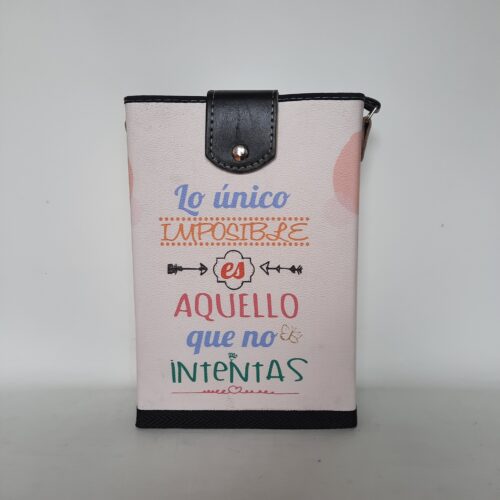 Lo único
IMPOSIBLE
es
AQUELLO
que no
INTENTAS